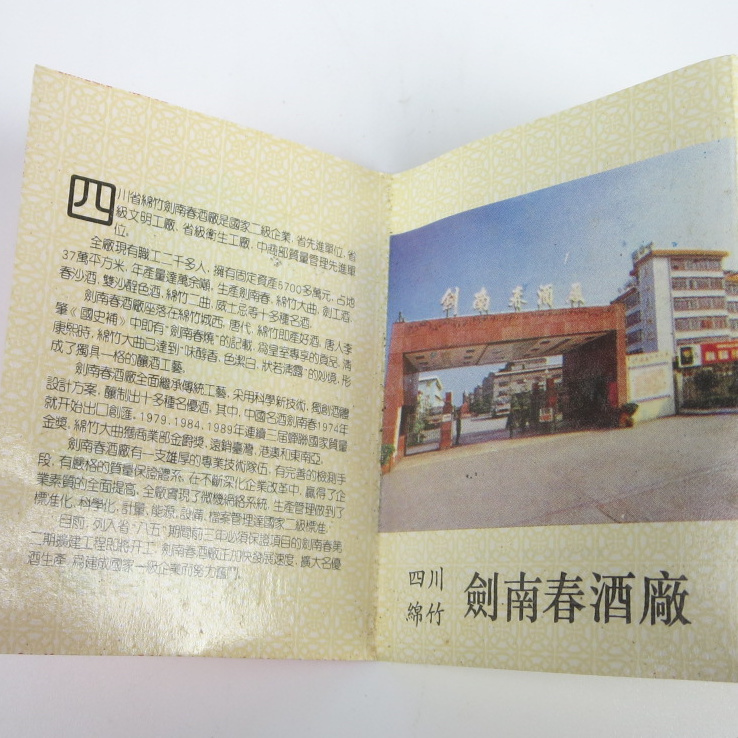 四川省綿竹劍南春酒廠是國家二級企業、省先進單位、省
級文明工廠、省級衛生工廠、中商部質量管理先進單
位。
全廠現有職工二千多人，擁有固定資產6700多萬元，占地
37萬平方米，年產量達萬余噸，生產劍南春、綿竹大曲、劍江酒、
春沙酒、雙沙醅色酒、綿竹二曲、威士忌等十多種名酒。
劍南春酒廠座落在綿竹城西，唐代，綿竹即產好酒，唐人李
肇《國史補》中即有“劍南春燒”的記載，爲皇室專享的貢品，清
康熙時，綿竹大曲已達到“味醇香，色潔白，狀若清露”的妙境，形
成了獨具一格的釀酒工藝。
劍南春酒廠全面繼承傳統工藝，采用科學新技術，獨創酒體
設計方案，釀制出十多種名優酒，其中，中國名酒劍南春1974年
就開始出口創匯，1979、1984、1989年連續三屆蟬聯國家質量
金獎，綿竹大曲獲商業部金爵獎，遠銷臺灣、港澳和東南亞。
劍南春酒廠有一支雄厚的專業技術隊伍，有完善的檢測手
段，有嚴格的質量保證體系，在不斷深化企業改革中，贏得了企
業素質的全面提高，全廠實現了微機網絡系統，生產管理做到了
標准化，科學化，計量、能源、設備、檔案管理達國家二級標准。
目前，列入省“八五”期間前三年必須保證項目的劍南春第
二期擴建工程即將开工，劍南春酒廠正加快發展速度，擴大名優
酒生產，爲建成國家一級企業而努力奮鬥。
劍南春酒
四川
綿竹
劍南春酒廠